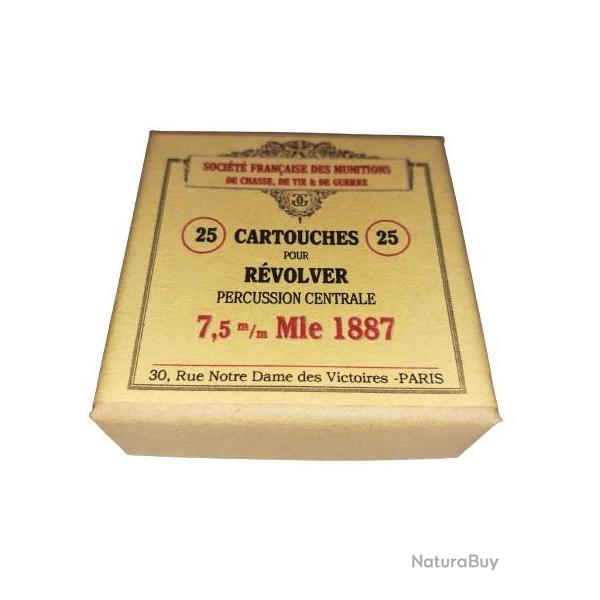 SOCIÉTÉ FRANÇAISE DES MUNITIONS
DE CHASSE, DE TIR & DE GUERRE
25 CARTOUCHES 25
POUR
RÉVOLVER
PERCUSSION CENTRALE
7,5 m/m Mle 1887
30, Rue Notre Dame des Victoires -PARIS
NaturaBuy